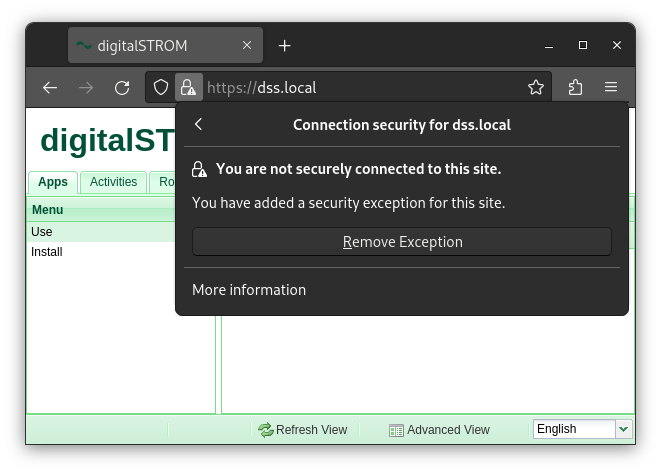 digitalSTROM
https://dss.local
Connection security for dss.local
digitalST
You are not securely connected to this site.
Apps
Activities
Ro
You have added a security exception for this site.
Menu
Use
Remove Exception
Install
More information
Refresh View
Advanced View
English